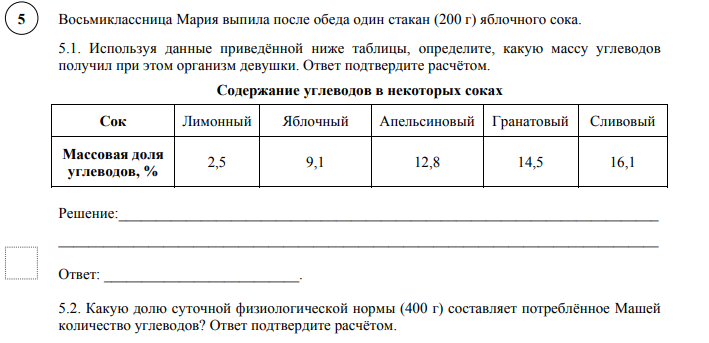 5 Восьмиклассница Мария выпила после обеда один стакан (200 г) яблочного сока.
5.1. Используя данные приведённой ниже таблицы, определите, какую массу углеводов
получил при этом организм девушки. Ответ подтвердите расчётом.
Содержание углеводов в некоторых соках
Сок Лимонный Яблочный Апельсиновый Гранатовый Сливовый
Массовая доля
углеводов, % 2,5 9,1 12,8 14,5 16,1
Решение:
Ответ: .
5.2. Какую долю суточной физиологической нормы (400 г) составляет потреблённое Машей
количество углеводов? Ответ подтвердите расчётом.